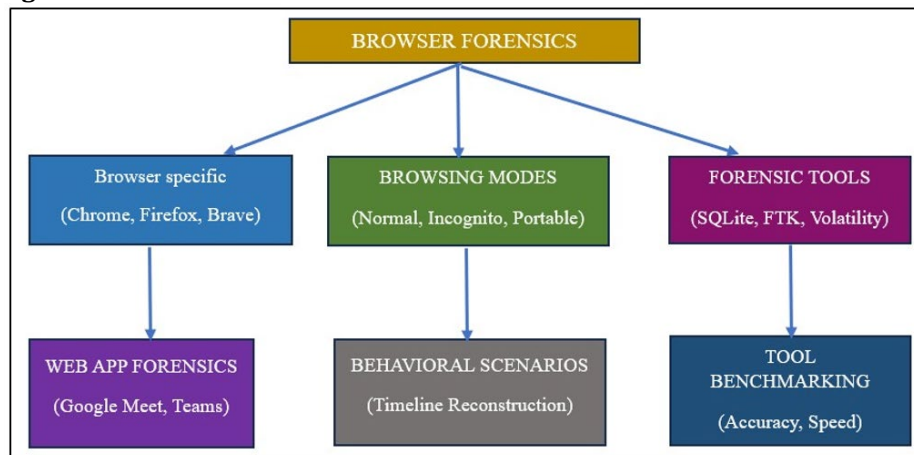 BROWSER FORENSICS
Browser specific
(Chrome, Firefox, Brave)
BROWSING MODES
(Normal, Incognito, Portable)
FORENSIC TOOLS
(SQLite, FTK, Volatility)
WEB APP FORENSICS
(Google Meet, Teams)
BEHAVIORAL SCENARIOS
(Timeline Reconstruction)
TOOL
BENCHMARKING
(Accuracy, Speed)